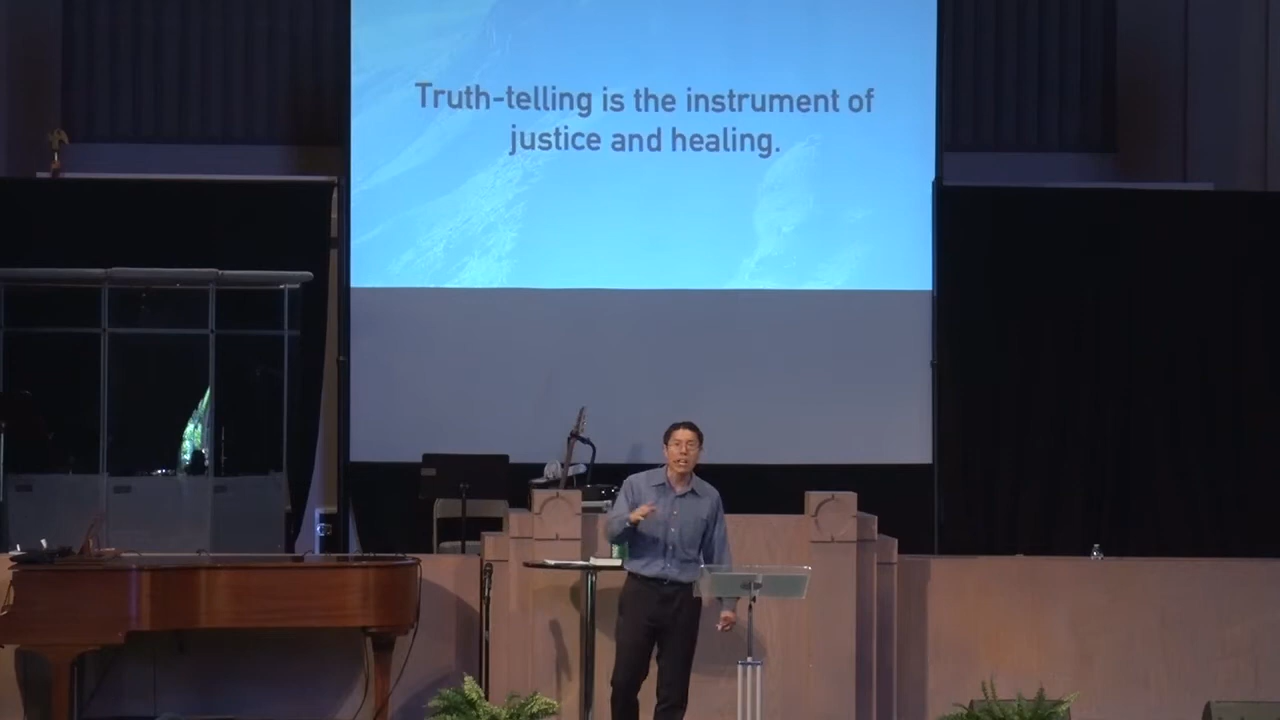 Truth-telling is the instrument of
justice and healing.